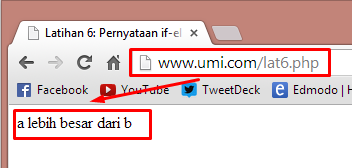 Latihan 6: Pernyataan if-el
www.umi.com/lat6.php
Facebook YouTube TweetDeck Edmodo | H
a lebih besar dari b